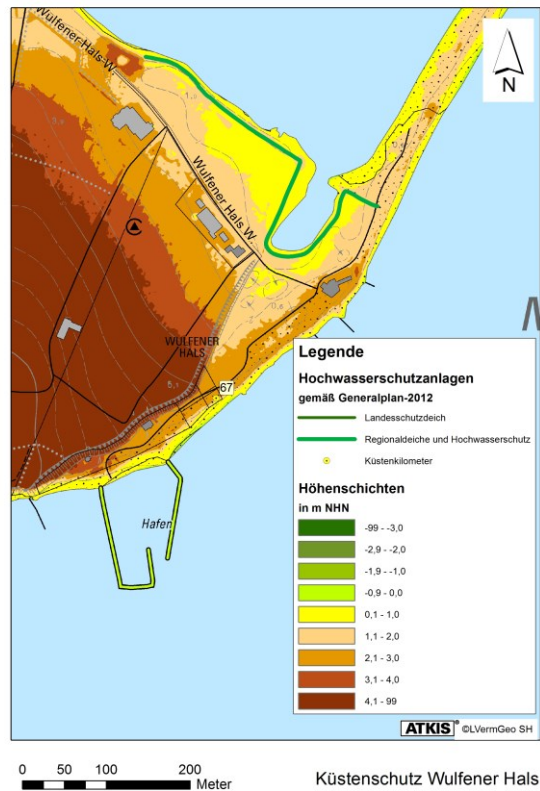 Wulfener Hals W
N
Wulfener Hals W
WULFENER
HALS
67
Hafen
Legende
Hochwasserschutzanlagen
gemäß Generalplan-2012
Landesschutzdeich
Regionaldeiche und Hochwasserschutz
Küstenkilometer
Höhenschichten
in m NHN
-99 - -3,0
-2,9 - -2,0
-1,9 - -1,0
-0,9 - 0,0
0,1 - 1,0
1,1 - 2,0
2,1 - 3,0
3,1 - 4,0
4,1 - 99
ATKIS® ©LVermGeo SH
0 50 100 200
Meter
Küstenschutz Wulfener Hals